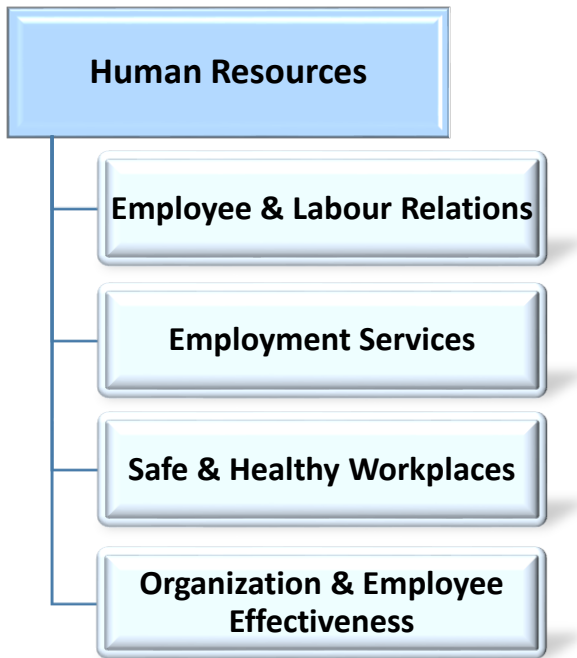 Human Resources
Employee & Labour Relations
Employment Services
Safe & Healthy Workplaces
Organization & Employee
Effectiveness